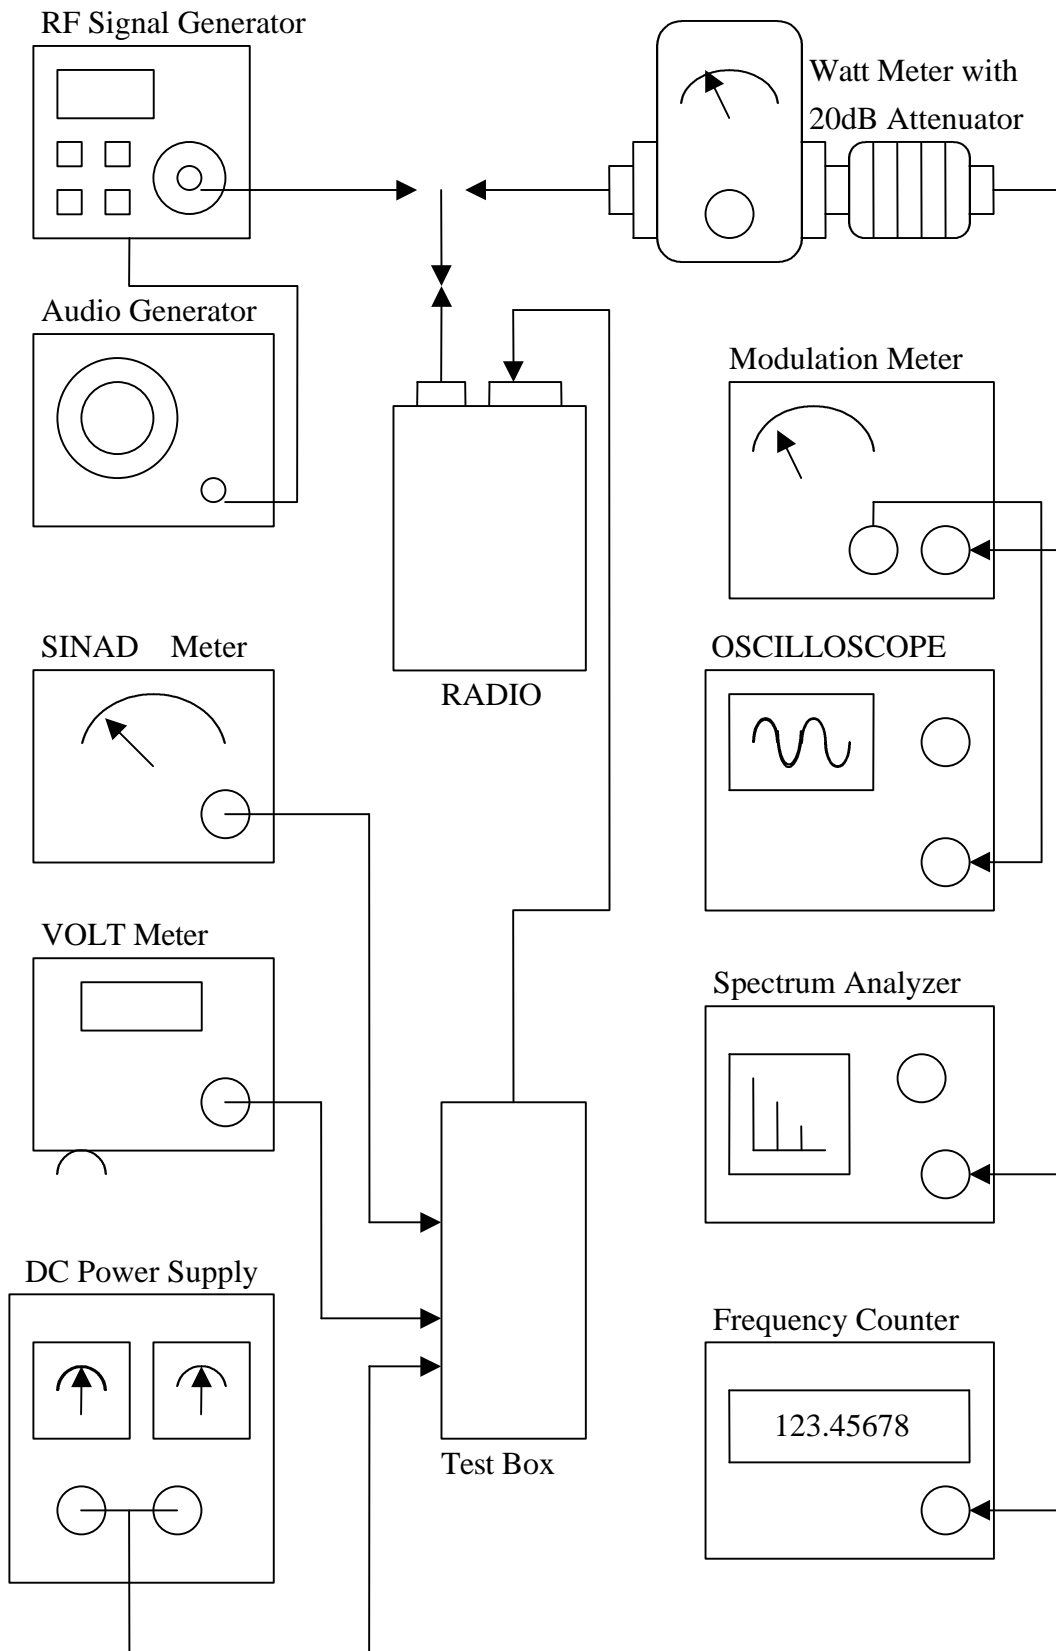 RF Signal Generator
Watt Meter with
20dB Attenuator
Audio Generator
Modulation Meter
SINAD Meter
OSCILLOSCOPE
RADIO
VOLT Meter
Spectrum Analyzer
DC Power Supply
Frequency Counter
123.45678
Test Box